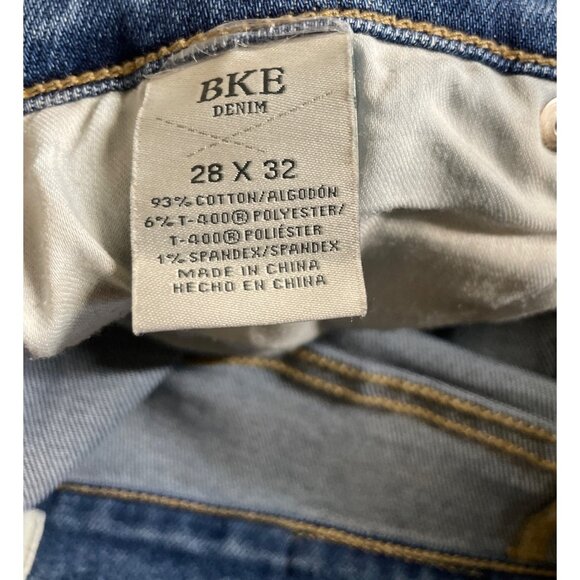 BKE
DENIM
28 X 32
93% COTTON/ALGODÓN
6% T-400® POLYESTER/
T-400® POLIÉSTER
1% SPANDEX/SPANDEX
MADE IN CHINA
HECHO EN CHINA